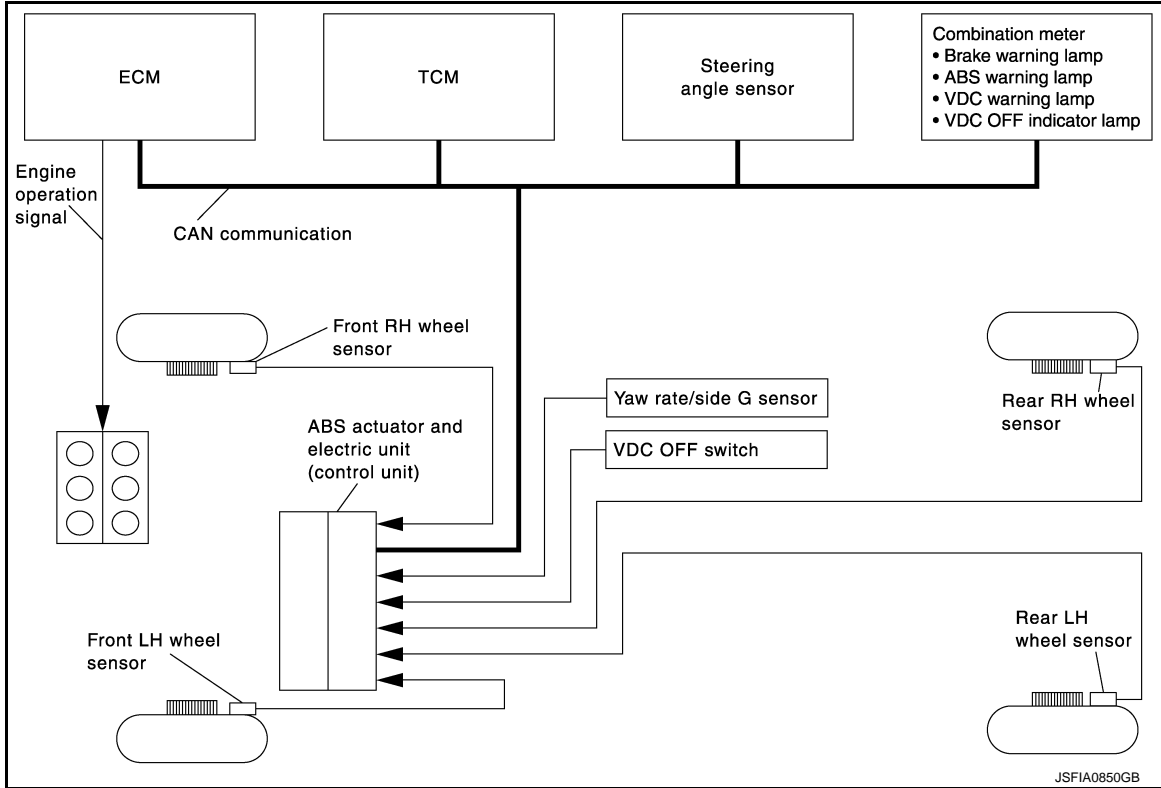 ECM
TCM
Steering
angle sensor
Combination meter
• Brake warning lamp
• ABS warning lamp
• VDC warning lamp
• VDC OFF indicator lamp
Engine
operation
signal
CAN communication
Front RH wheel
sensor
Yaw rate/side G sensor
Rear RH wheel
sensor
ABS actuator and
electric unit
(control unit)
VDC OFF switch
Front LH wheel
sensor
Rear LH
wheel sensor
JSFIA0850GB